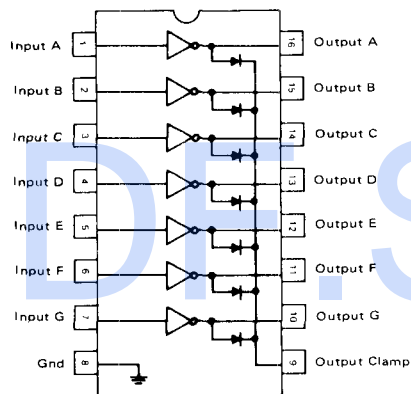 Input A 1 16 Output A
Input B 2 15 Output B
Input C 3 14 Output C
Input D 4 13 Output D
Input E 5 12 Output E
Input F 6 11 Output F
Input G 7 10 Output G
Gnd 8 9 Output Clamp
DF.S